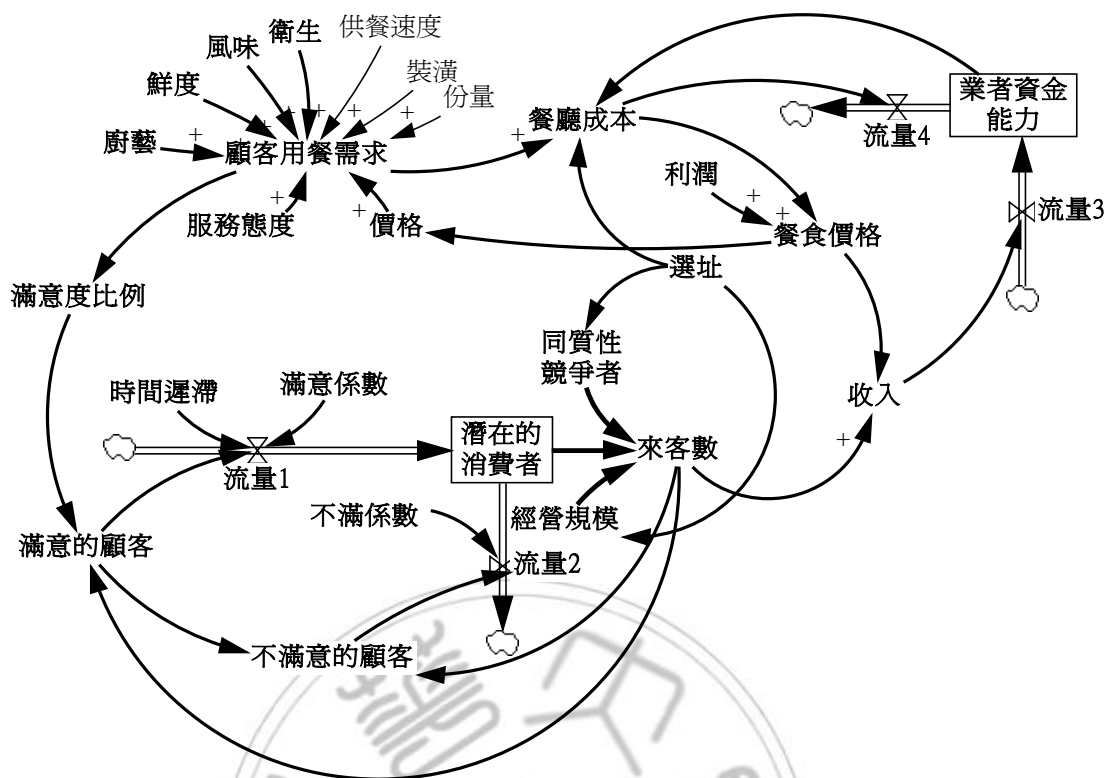 衛生
供餐速度
風味
裝潢
鮮度
份量
業者資金
能力
廚藝
+
+
+
+
+
+
+
餐廳成本
流量4
顧客用餐需求
利潤
+
服務態度
+
價格
+
+
餐食價格
流量3
選址
滿意度比例
同質性
競爭者
時間遲滯
滿意係數
收入
潛在的
消費者
來客數
+
流量1
不滿係數
經營規模
滿意的顧客
流量2
不滿意的顧客